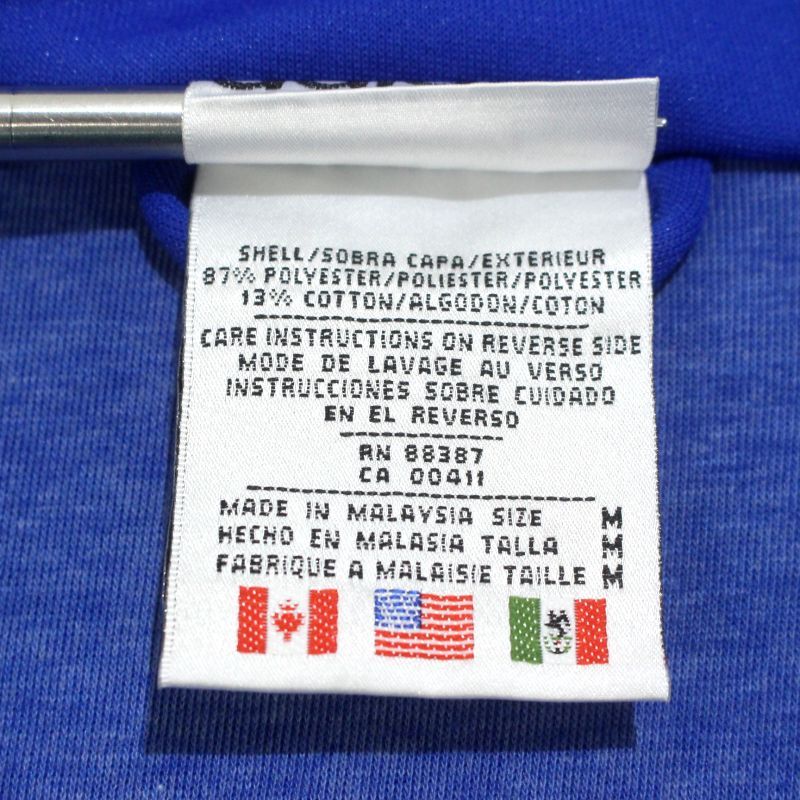 SHELL/SOBRA CAPA/EXTERIEUR
87% POLYESTER/POLIESTER/POLYESTER
13% COTTON/ALGODON/COTON
CARE INSTRUCTIONS ON REVERSE SIDE
MODE DE LAVAGE AU VERSO
INSTRUCCIONES SOBRE CUIDADO
EN EL REVERSO
RN 88387
CA 00411
MADE IN MALAYSIA SIZE M
HECHO EN MALASIA TALLA M
FABRIQUE A MALAISIE TAILLE M